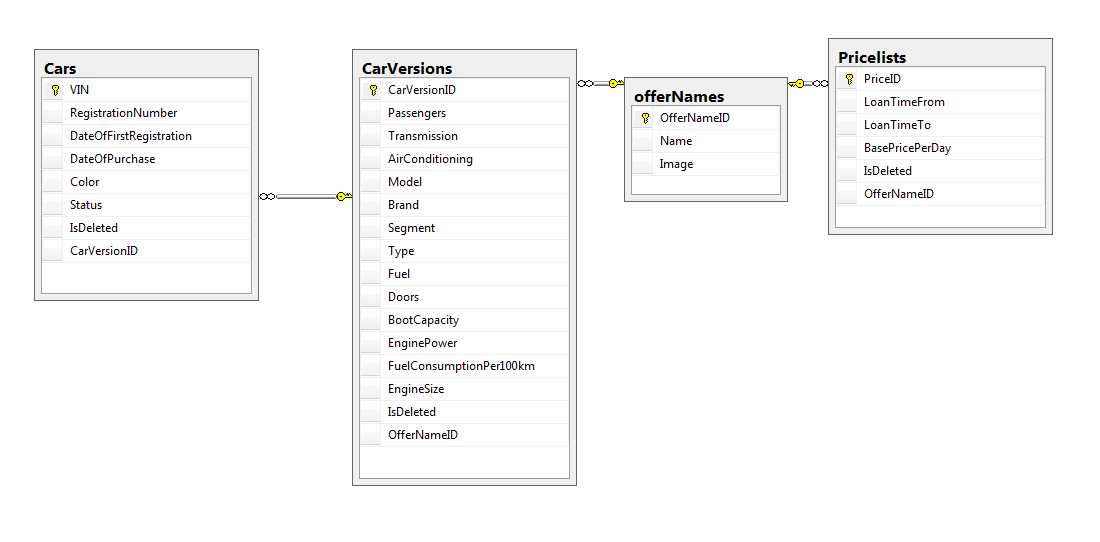 Cars
VIN
RegistrationNumber
DateOfFirstRegistration
DateOfPurchase
Color
Status
IsDeleted
CarVersionID
CarVersions
CarVersionID
Passengers
Transmission
AirConditioning
Model
Brand
Segment
Type
Fuel
Doors
BootCapacity
EnginePower
FuelConsumptionPer100km
EngineSize
IsDeleted
OfferNameID
offerNames
OfferNameID
Name
Image
Pricelists
PriceID
LoanTimeFrom
LoanTimeTo
BasePricePerDay
IsDeleted
OfferNameID